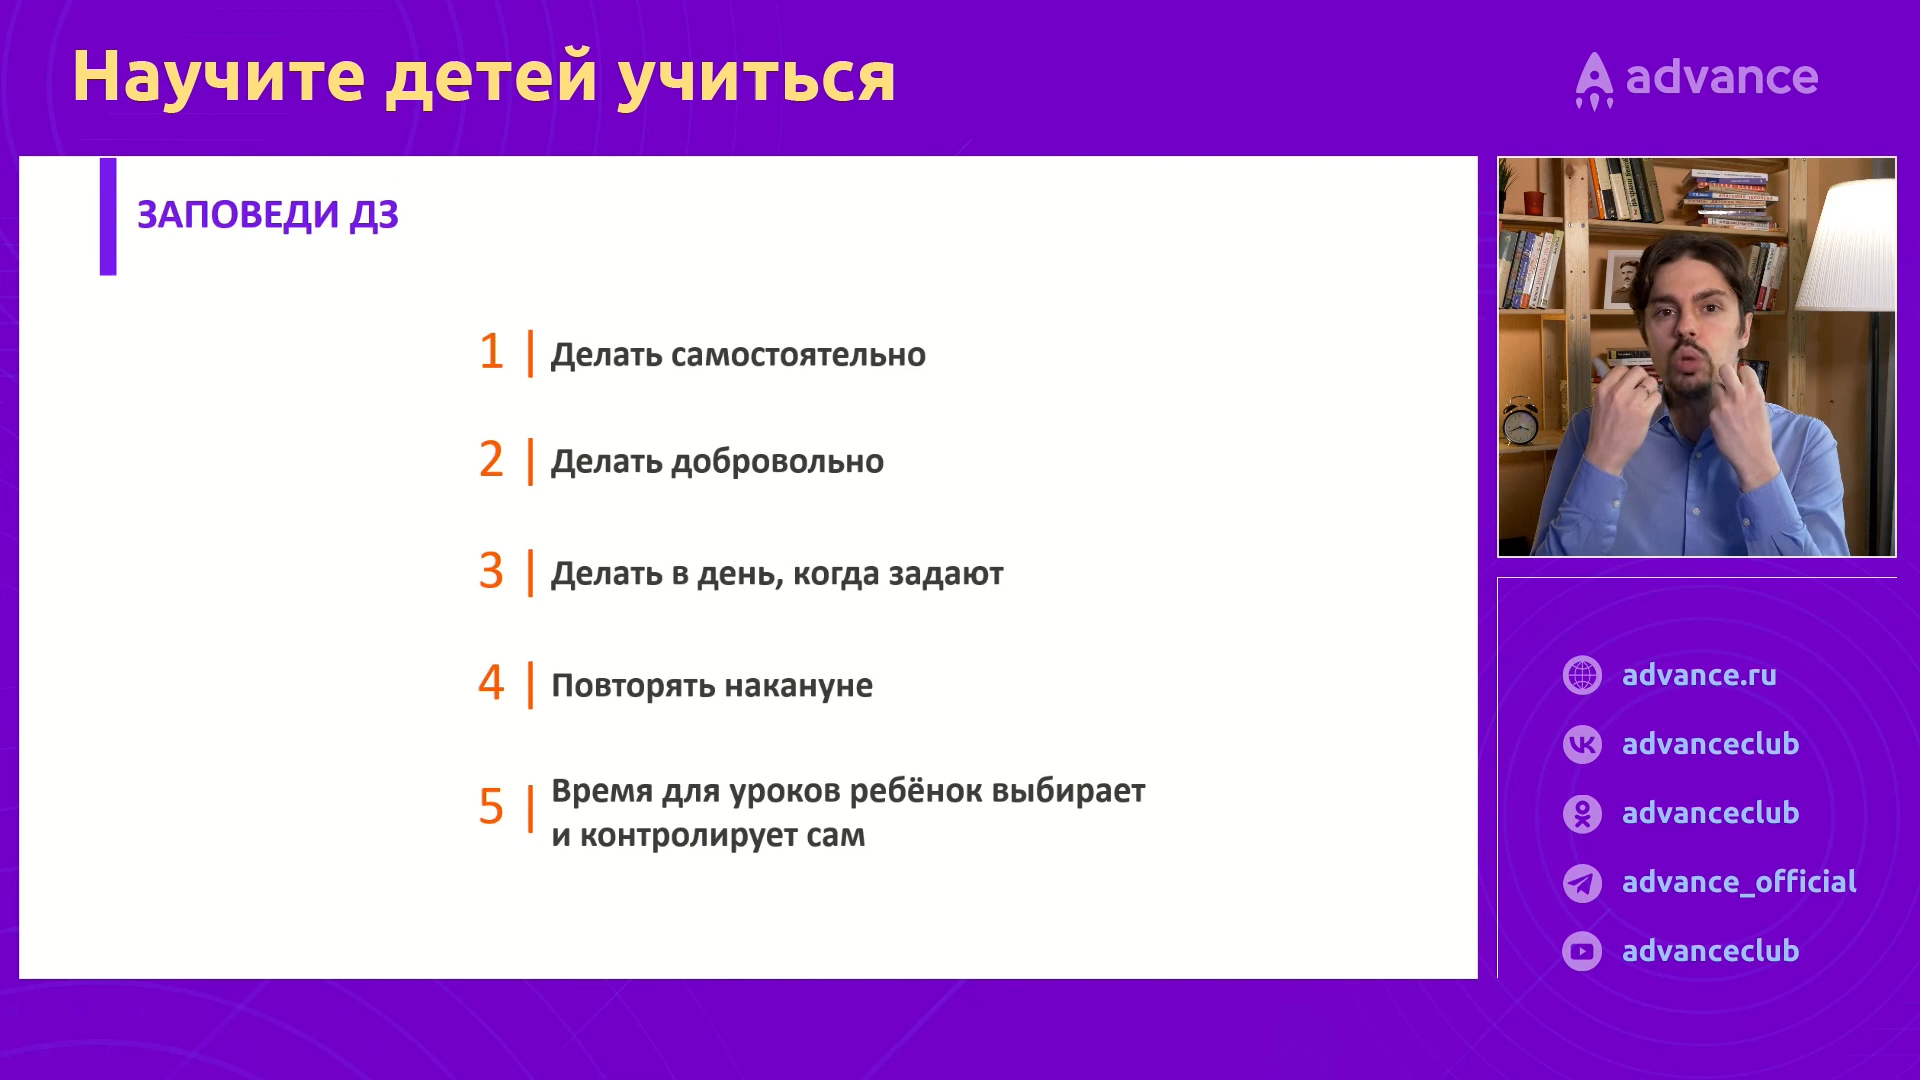 Научите детей учиться
advance
ЗАПОВЕДИ ДЗ
1 Делать самостоятельно
2 Делать добровольно
3 Делать в день, когда задают
4 Повторять накануне
5 Время для уроков ребёнок выбирает
и контролирует сам
advance.ru
advanceclub
advanceclub
advance_official
advanceclub